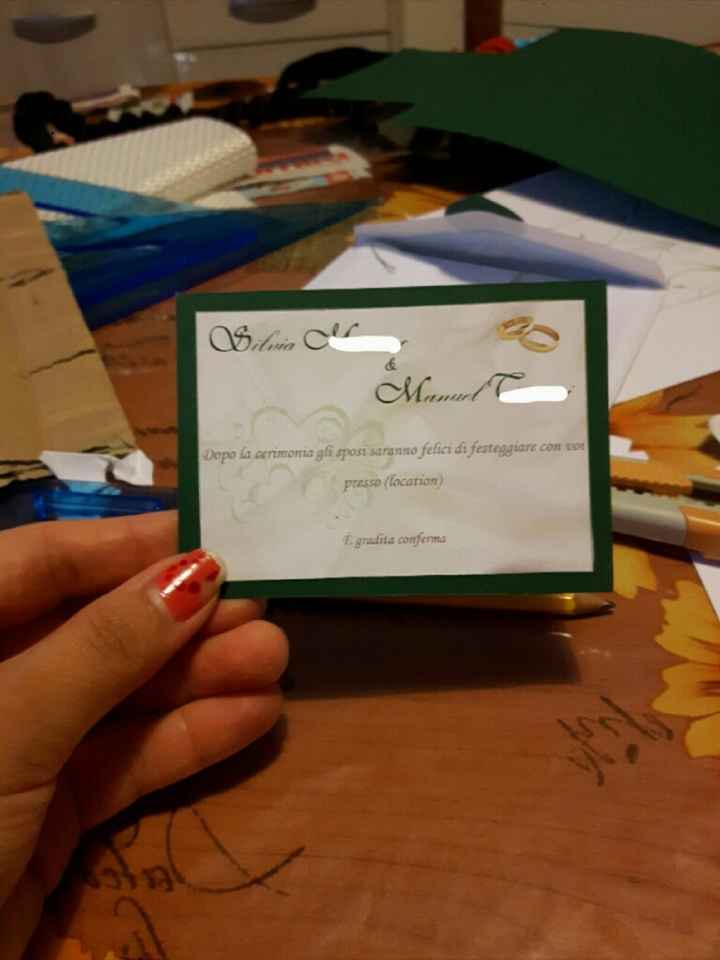 Silvia M
&
Manuel T
Dopo la cerimonia gli sposi saranno felici di festeggiare con voi
presso (location)
È gradita conferma